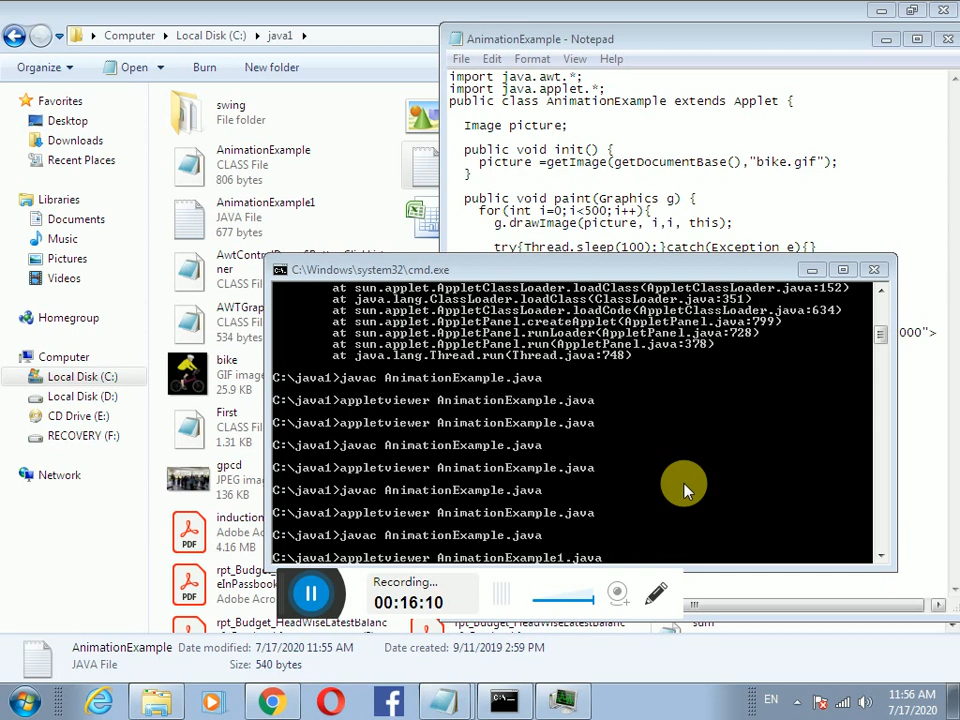 Computer
Local Disk (C:)
java1
Organize
Open
Burn
New folder
Favorites
Desktop
Downloads
Recent Places
Libraries
Documents
Music
Pictures
Videos
Homegroup
Computer
Local Disk (C:)
Local Disk (D:)
CD Drive (E:)
RECOVERY (F:)
Network
swing
File folder
AnimationExample
CLASS File
806 bytes
AnimationExample1
JAVA File
677 bytes
ner
CLASS File
AWTGrap
534 bytes
bike
GIF image
25.9 KB
First
CLASS File
1.31 KB
gpcd
JPEG imag
136 KB
induction
Adobe Acro
4.16 MB
rpt_Budget_H
eInPassbook
Adobe Acro
rpt_Budget_HeadWiseLatestBalanc
rpt_Budget_HeadWiseLatestBalanc
sum
AnimationExample - Notepad
File Edit Format View Help
import java.awt.*;
import java.applet.*;
public class AnimationExample extends Applet {
Image picture;
public void init() {
picture =getImage(getDocumentBase(),"bike.gif");
}
public void paint(Graphics g) {
for(int i=0;i<500;i++){
g.drawImage(picture, i,i, this);
try{Thread.sleep(100);}catch(Exception e){}
000">
C:\Windows\system32\cmd.exe
at sun.applet.AppletClassLoader.loadClass(AppletClassLoader.java:152)
at java.lang.ClassLoader.loadClass(ClassLoader.java:351)
at sun.applet.AppletClassLoader.loadCode(AppletClassLoader.java:634)
at sun.applet.AppletPanel.createApplet(AppletPanel.java:799)
at sun.applet.AppletPanel.runLoader(AppletPanel.java:728)
at sun.applet.AppletPanel.run(AppletPanel.java:378)
at java.lang.Thread.run(Thread.java:748)
C:\java1>javac AnimationExample.java
C:\java1>appletviewer AnimationExample.java
C:\java1>appletviewer AnimationExample.java
C:\java1>javac AnimationExample.java
C:\java1>appletviewer AnimationExample.java
C:\java1>javac AnimationExample.java
C:\java1>appletviewer AnimationExample.java
C:\java1>javac AnimationExample.java
C:\java1>appletviewer AnimationExample1.java
Recording...
00:16:10
AnimationExample Date modified: 7/17/2020 11:55 AM Date created: 9/11/2019 2:59 PM
JAVA File Size: 540 bytes
EN
11:56 AM
7/17/2020